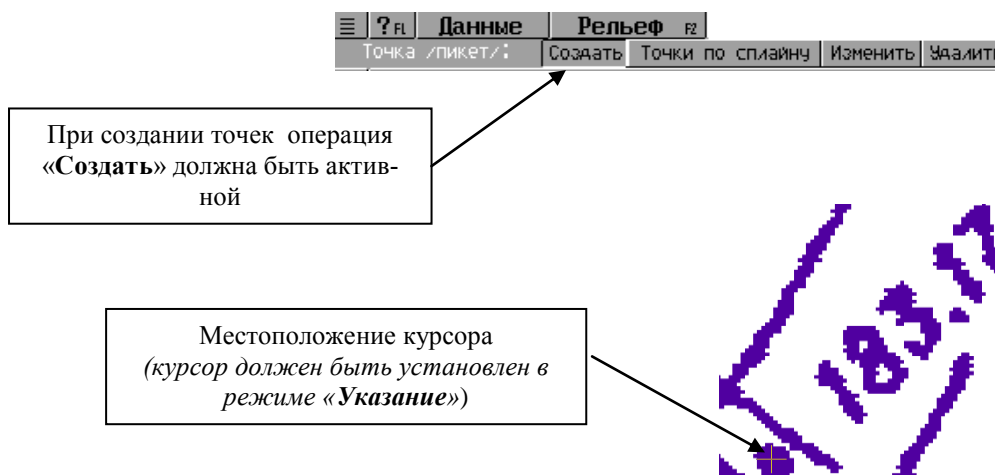 ≡ ? F1 Данные Рельеф F2
Точка /пикет/: Создать Точки по сплайну Изменить Удалить
При создании точек операция
«Создать» должна быть актив-
ной
183.17
Местоположение курсора
(курсор должен быть установлен в
режиме «Указание»)